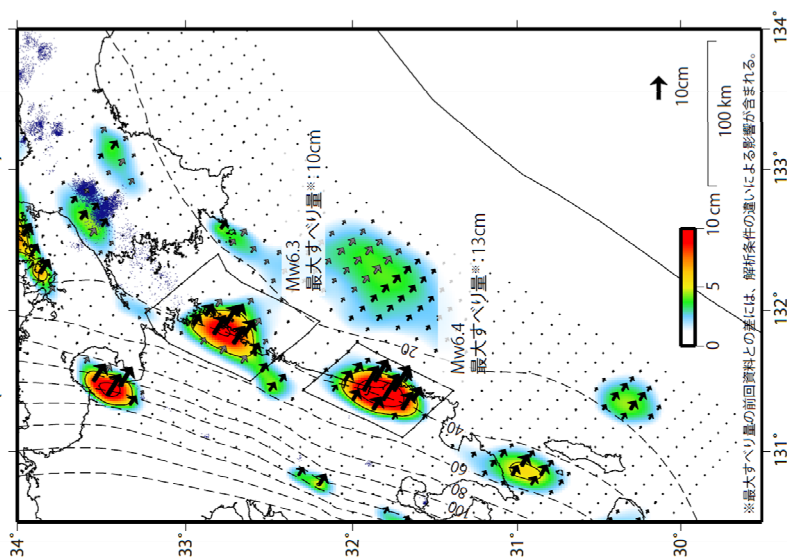 134°
133°
132°
131°
34°
33°
32°
31°
30°
Mw6.3
最大すべり量※:10cm
Mw6.4
最大すべり量※:13cm
20
40
60
80
100
10cm
100 km
0
5
10 cm
※最大すべり量の前回資料との差には、解析条件の違いによる影響が含まれる。